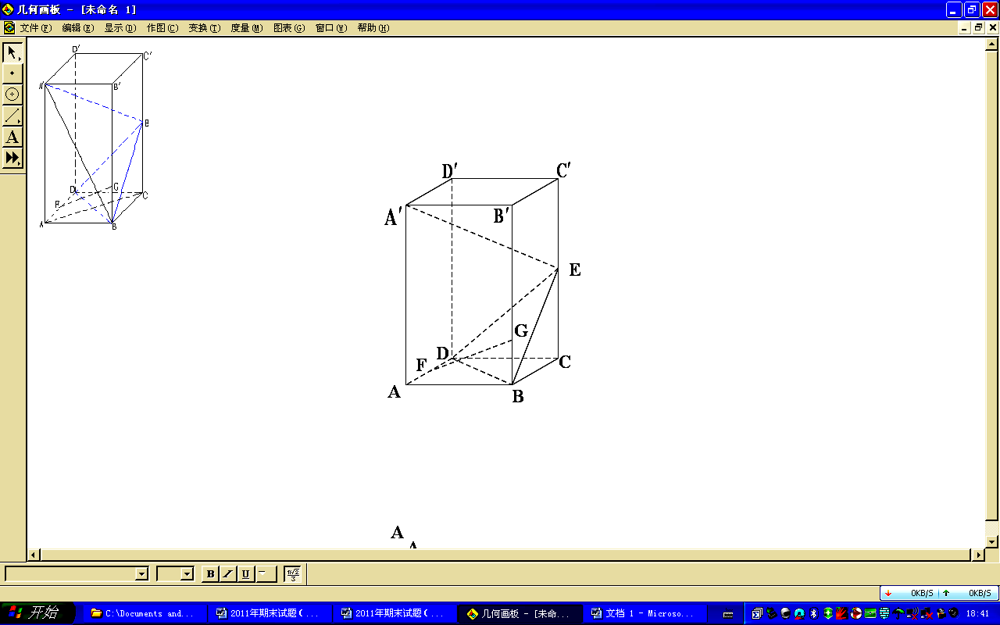 几何画板 - [未命名 1]
文件(F) 编辑(E) 显示(D) 作图(C) 变换(T) 度量(M) 图表(G) 窗口(W) 帮助(H)
D'
C'
A'
B'
E
D
G
C
F
A
B
D'
C'
A'
B'
E
G
D
F
C
A
B
A
A
A
B I U
0KB/S 0KB/S
开始 C:\Documents and... 2011年期末试题(... 2011年期末试题(... 几何画板 - [未命... 文档 1 - Microso... 18:41